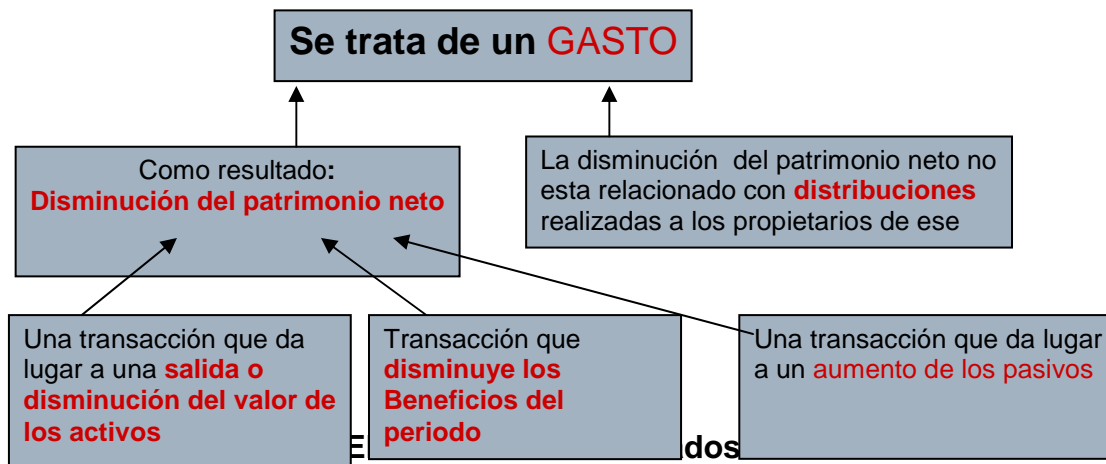 Se trata de un GASTO
Como resultado:
Disminución del patrimonio neto
La disminución del patrimonio neto no
esta relacionado con distribuciones
realizadas a los propietarios de ese
Una transacción que da
lugar a una salida o
disminución del valor de
los activos
Transacción que
disminuye los
Beneficios del
periodo
Una transacción que da lugar
a un aumento de los pasivos